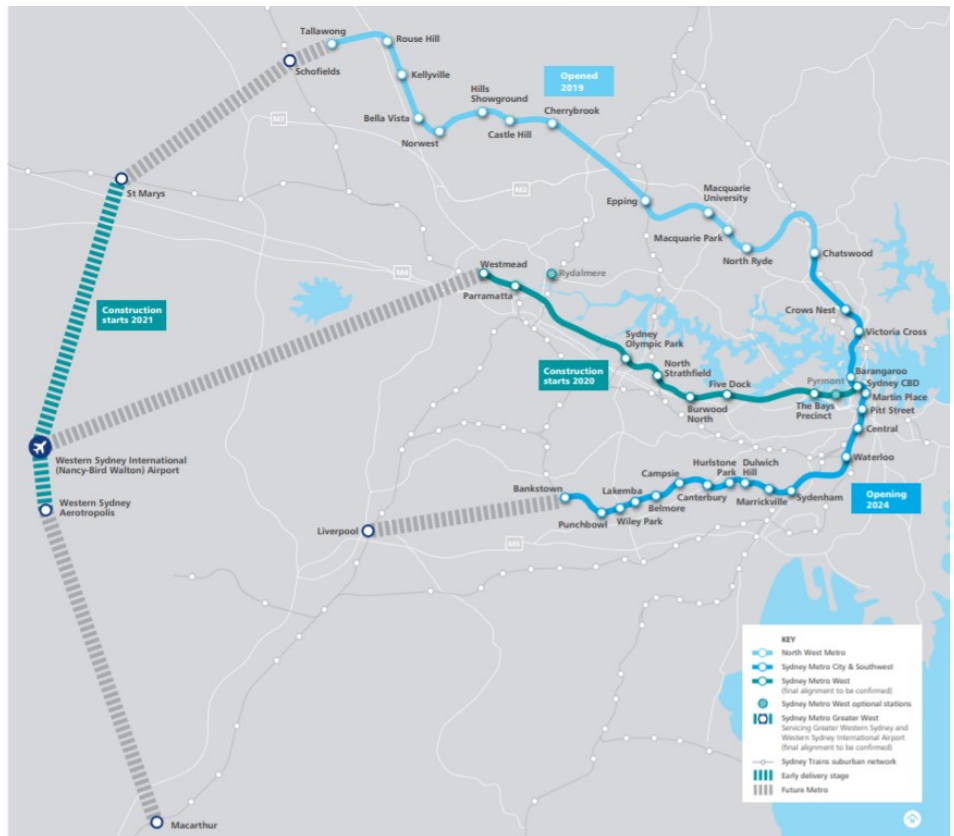 Tallawong
Rouse Hill
Schofields
Kellyville
Opened
2019
Hills
Showground
Cherrybrook
Bella Vista
Castle Hill
Norwest
M7
St Marys
M2
Macquarie
University
Epping
Macquarie Park
North Ryde
Chatswood
Westmead
Rydalmere
M4
Parramatta
Construction
starts 2021
Crows Nest
Victoria Cross
Sydney
Olympic Park
Construction
starts 2020
North
Strathfield
Barangaroo
Five Dock
Pyrmont
Sydney CBD
Martin Place
Burwood
North
The Bays
Precinct
Pitt Street
Central
Western Sydney International
(Nancy-Bird Walton) Airport
Waterloo
Hurlstone
Park
Dulwich
Hill
Campsie
Bankstown
Lakemba
Canterbury
Marrickville
Sydenham
Belmore
Opening
2024
Western Sydney
Aerotropolis
Punchbowl
Wiley Park
Liverpool
M5
KEY
North West Metro
Sydney Metro City & Southwest
Sydney Metro West
(final alignment to be confirmed)
Sydney Metro West optional stations
Sydney Metro Greater West
Servicing Greater Western Sydney and
Western Sydney International Airport
(final alignment to be confirmed)
Sydney Trains suburban network
Early delivery stage
Future Metro
Macarthur